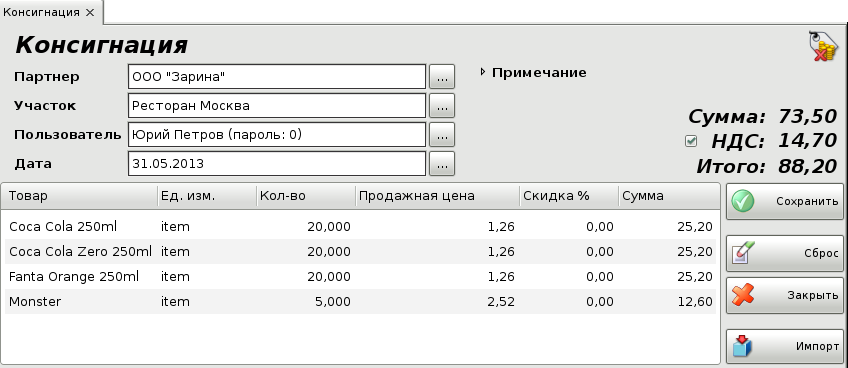 Консигнация
Консигнация
Партнер ООО "Зарина" ... Примечание
Участок Ресторан Москва ...
Сумма: 73,50
Пользователь Юрий Петров (пароль: 0) ...
НДС: 14,70
Дата 31.05.2013 ...
Итого: 88,20
Товар Ед. изм. Кол-во Продажная цена Скидка % Сумма
Coca Cola 250ml item 20,000 1,26 0,00 25,20
Coca Cola Zero 250ml item 20,000 1,26 0,00 25,20
Fanta Orange 250ml item 20,000 1,26 0,00 25,20
Monster item 5,000 2,52 0,00 12,60
Сохранить
Сброс
Закрыть
Импорт